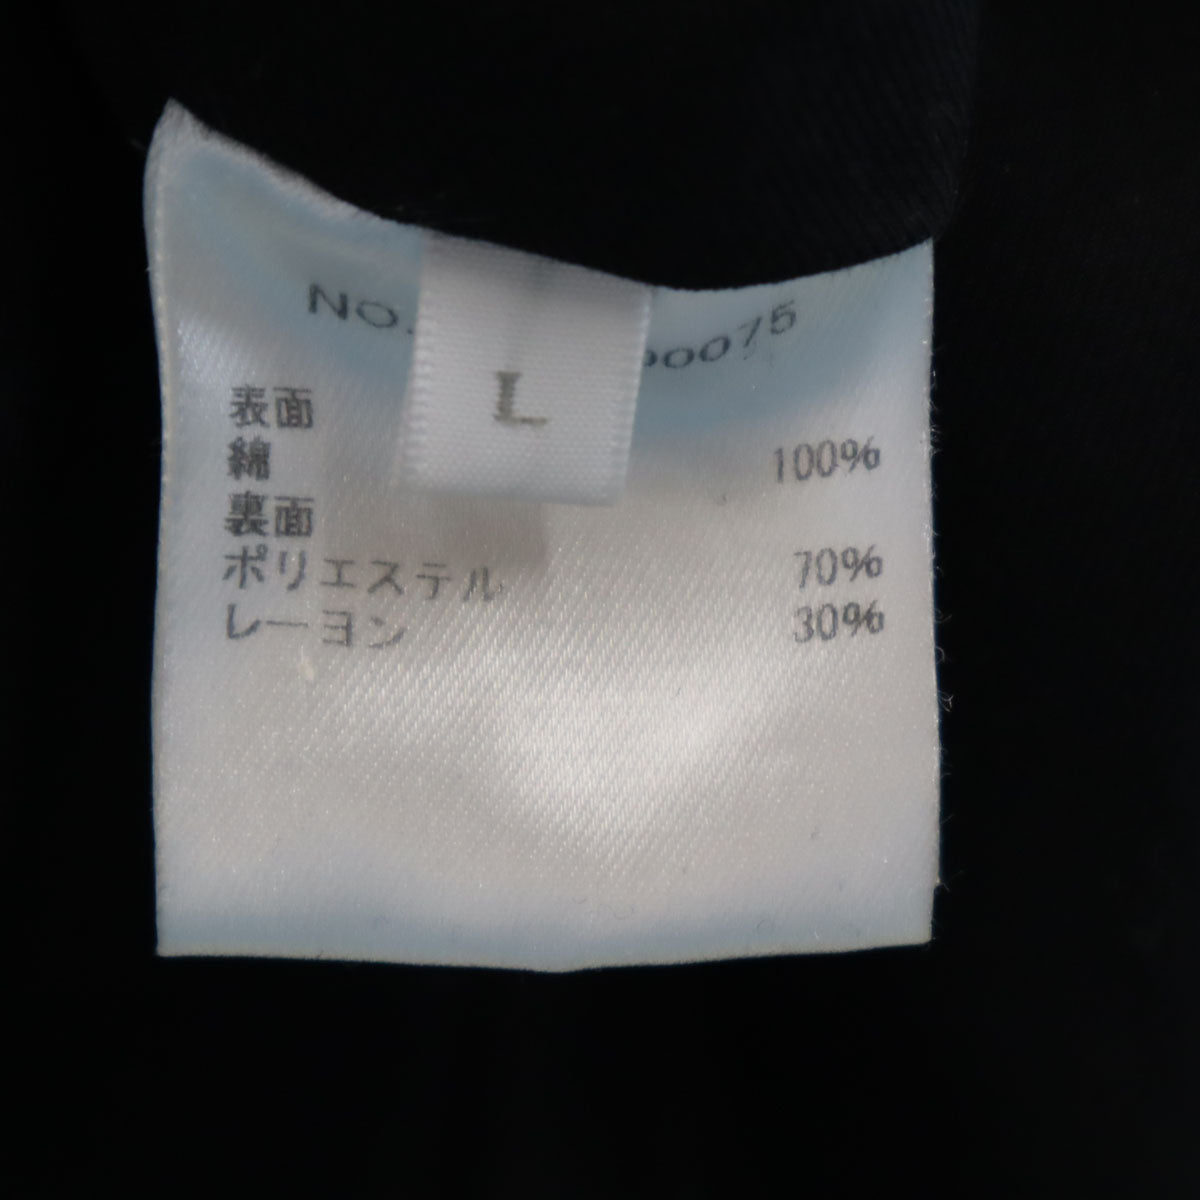 NO.
00075
L
表面
綿 100%
裏面
ポリエステル 70%
レーヨン 30%